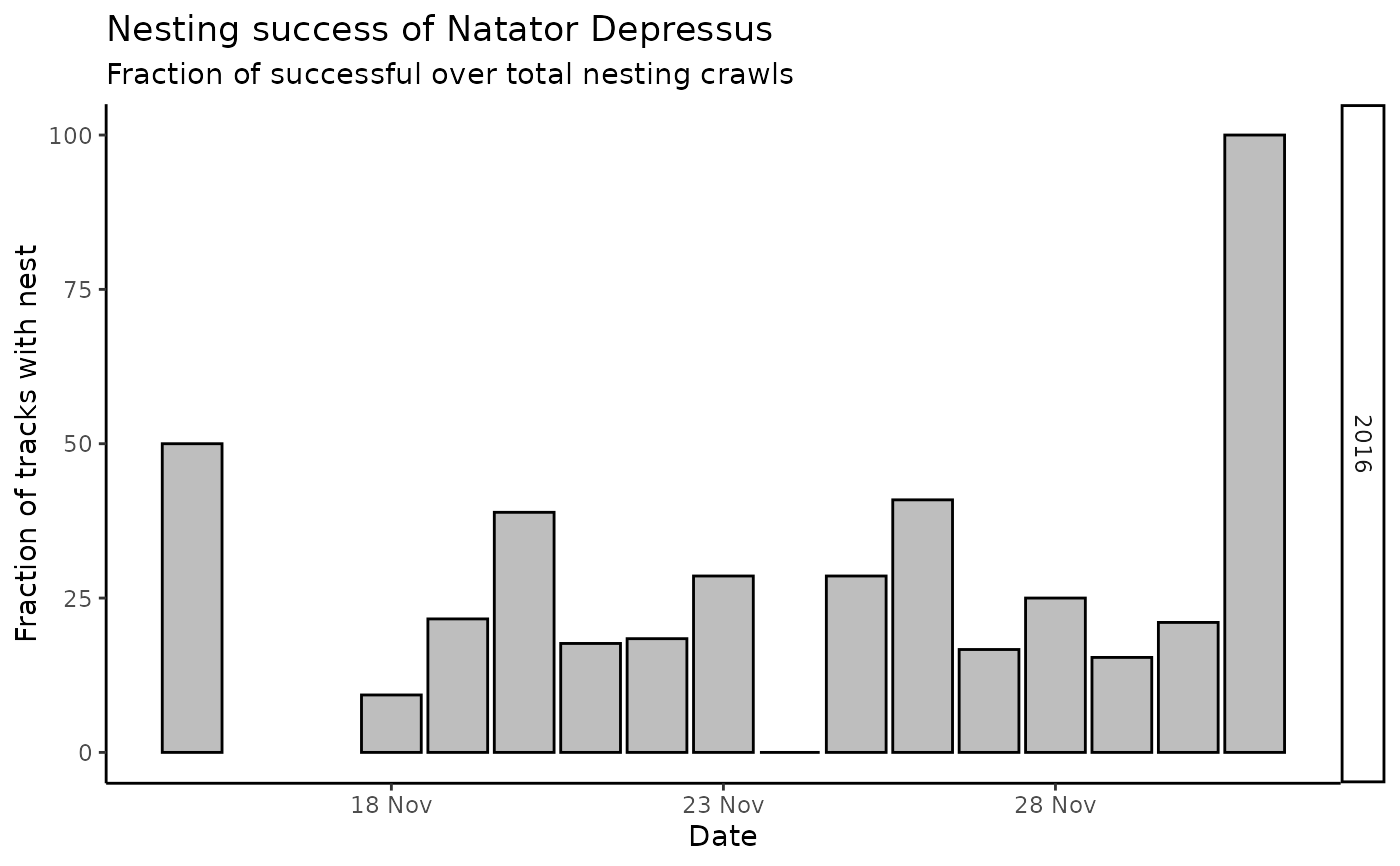 Nesting success of Natator Depressus
Fraction of successful over total nesting crawls
Fraction of tracks with nest
100
75
50
25
0
18 Nov
23 Nov
28 Nov
Date
2016